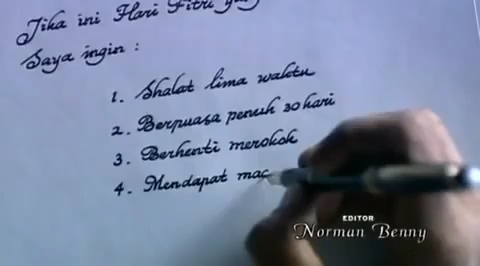 Jika ini Hari Fitri
Saya ingin :
1. Shalat lima waktu
2. Berpuasa penuh 30 hari
3. Berhenti merokok
4. Mendapat mac
EDITOR
Norman Benny